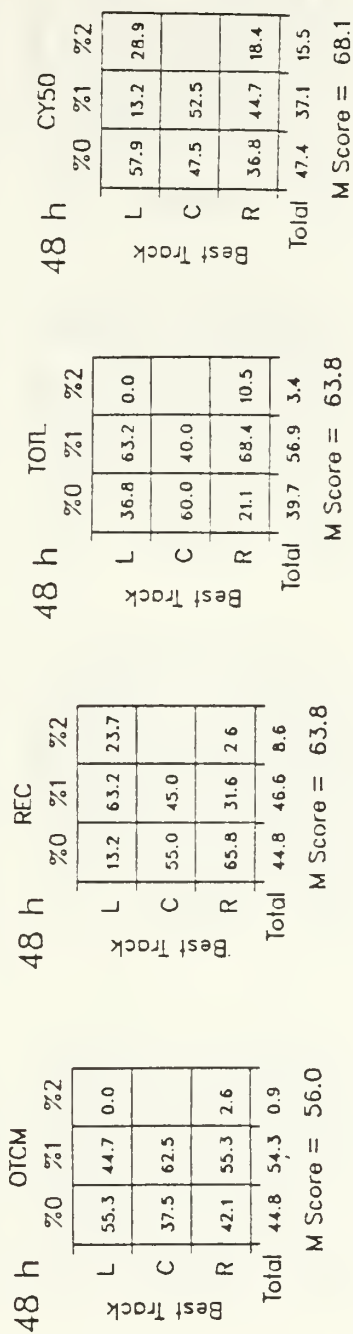 48 h OTCM
%0 %1 %2
Best Track
L 55.3 44.7 0.0
C 37.5 62.5
R 42.1 55.3 2.6
Total 44.8 54.3 0.9
M Score = 56.0
48 h REC
%0 %1 %2
Best Track
L 13.2 63.2 23.7
C 55.0 45.0
R 65.8 31.6 2.6
Total 44.8 46.6 8.6
M Score = 63.8
48 h TOTL
%0 %1 %2
Best Track
L 36.8 63.2 0.0
C 60.0 40.0
R 21.1 68.4 10.5
Total 39.7 56.9 3.4
M Score = 63.8
48 h CY50
%0 %1 %2
Best Track
L 57.9 13.2 28.9
C 47.5 52.5
R 36.8 44.7 18.4
Total 47.4 37.1 15.5
M Score = 68.1